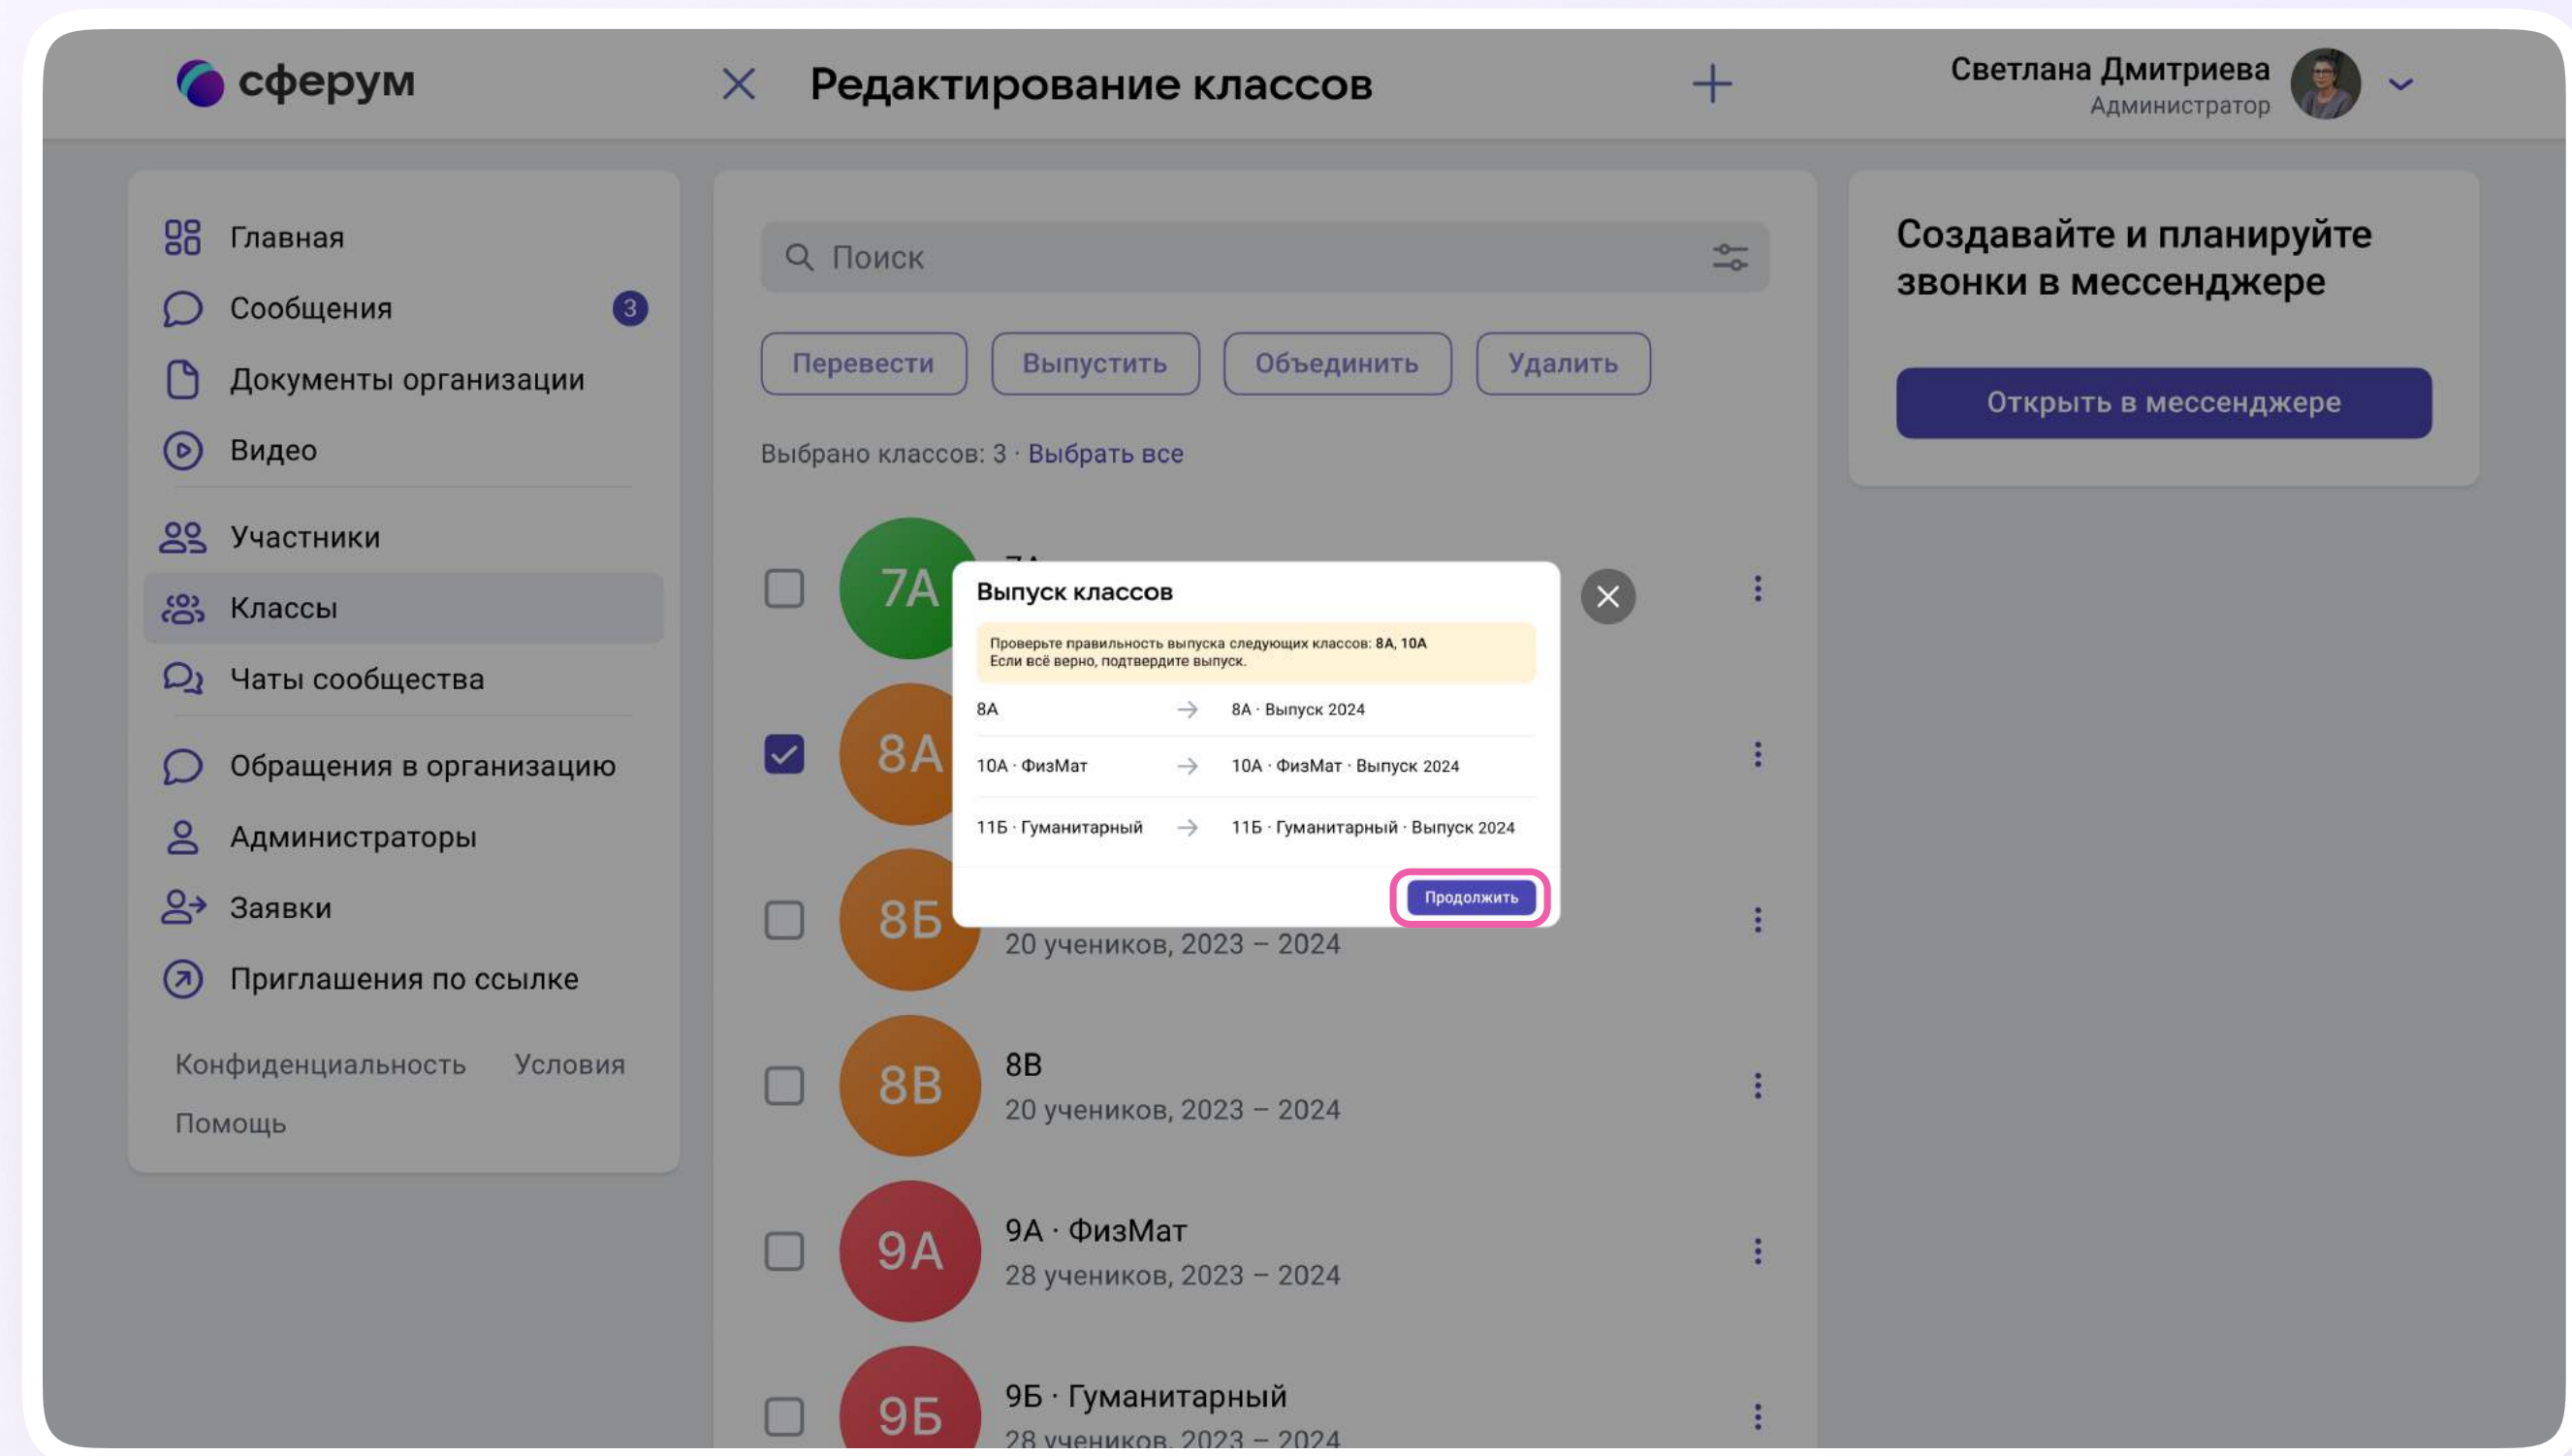 сферум
Редактирование классов
Светлана Дмитриева
Администратор
Главная
Сообщения
3
Документы организации
Видео
Участники
Классы
Чаты сообщества
Обращения в организацию
Администраторы
Заявки
Приглашения по ссылке
Конфиденциальность Условия
Помощь
Поиск
Перевести Выпустить Объединить Удалить
Выбрано классов: 3 · Выбрать все
7А
Выпуск классов
Проверьте правильность выпуска следующих классов: 8А, 10А
Если всё верно, подтвердите выпуск.
8А → 8А · Выпуск 2024
10А · ФизМат → 10А · ФизМат · Выпуск 2024
11Б · Гуманитарный → 11Б · Гуманитарный · Выпуск 2024
Продолжить
8А
8Б
20 учеников, 2023 – 2024
8В
8В
20 учеников, 2023 – 2024
9А
9А · ФизМат
28 учеников, 2023 – 2024
9Б
9Б · Гуманитарный
28 учеников, 2023 – 2024
Создавайте и планируйте
звонки в мессенджере
Открыть в мессенджере